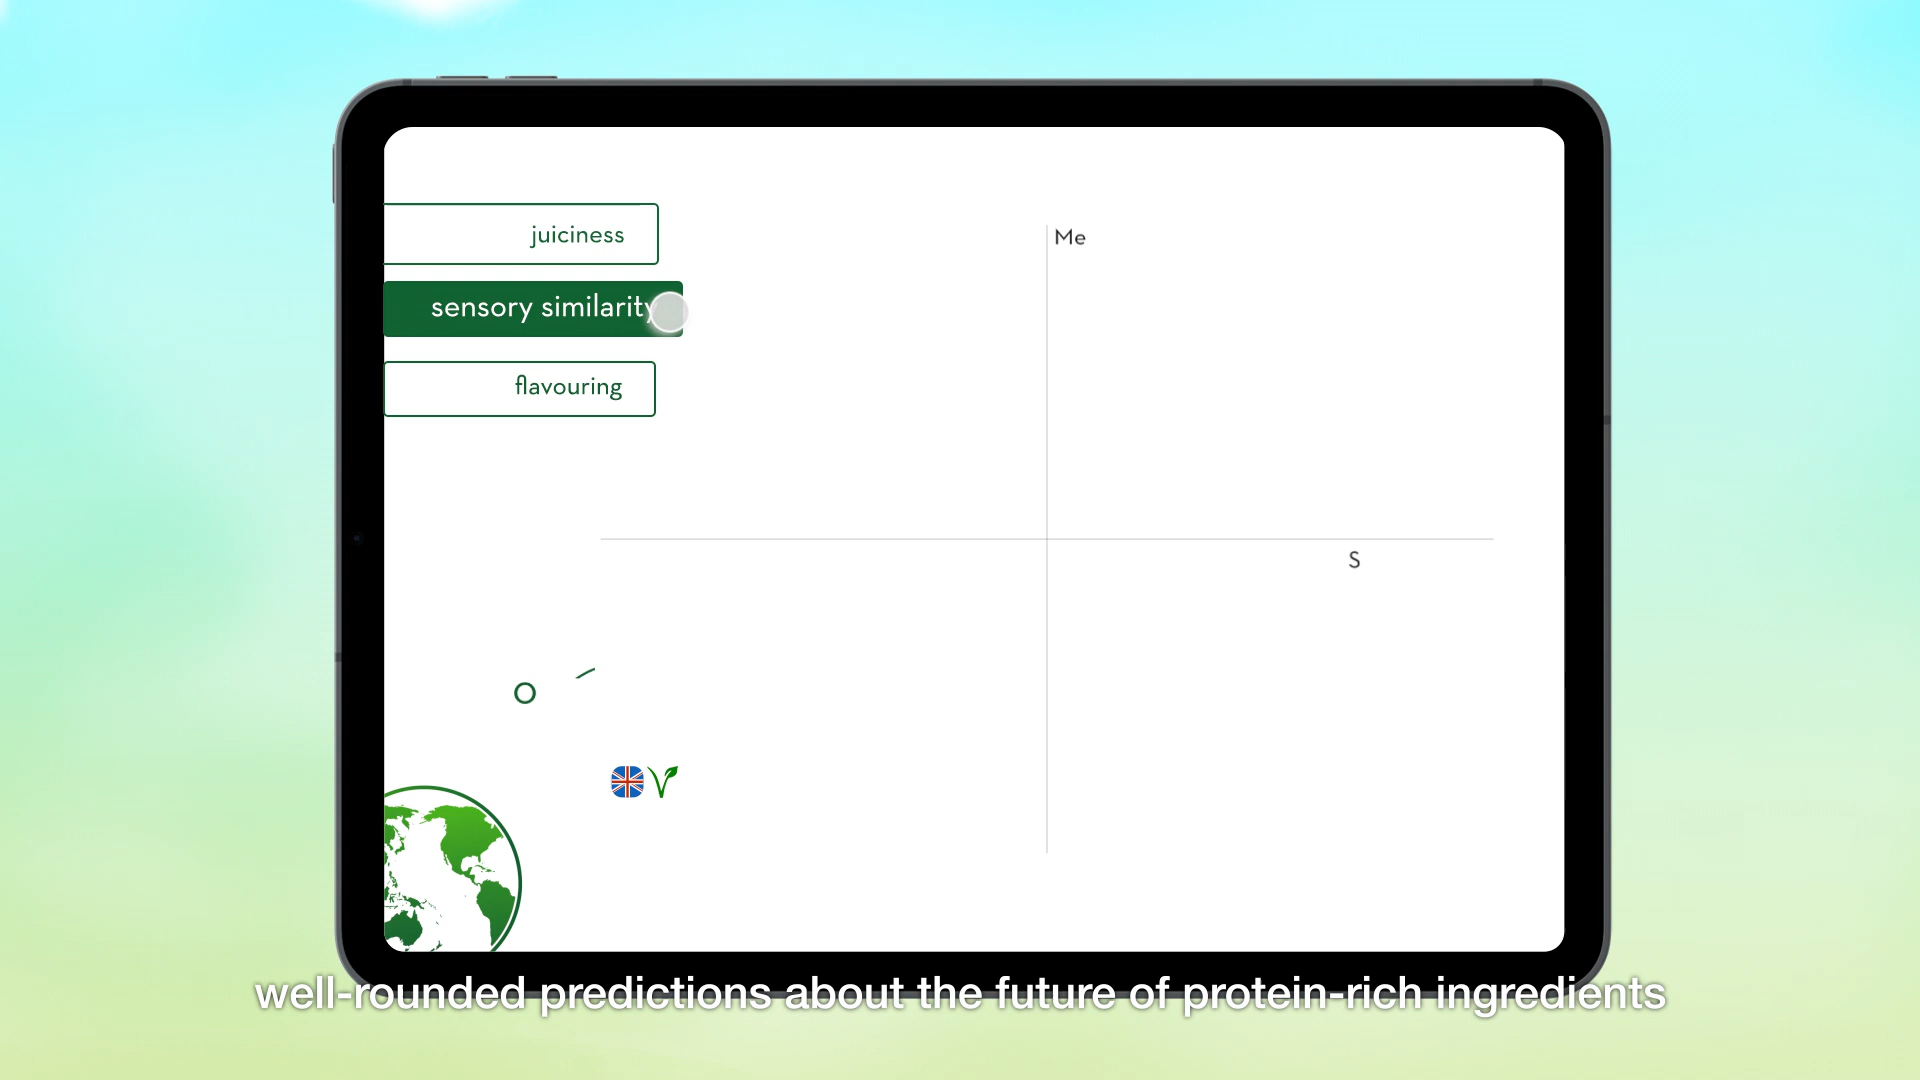 juiciness
Me
sensory similarity
flavouring
S
well-rounded predictions about the future of protein-rich ingredients